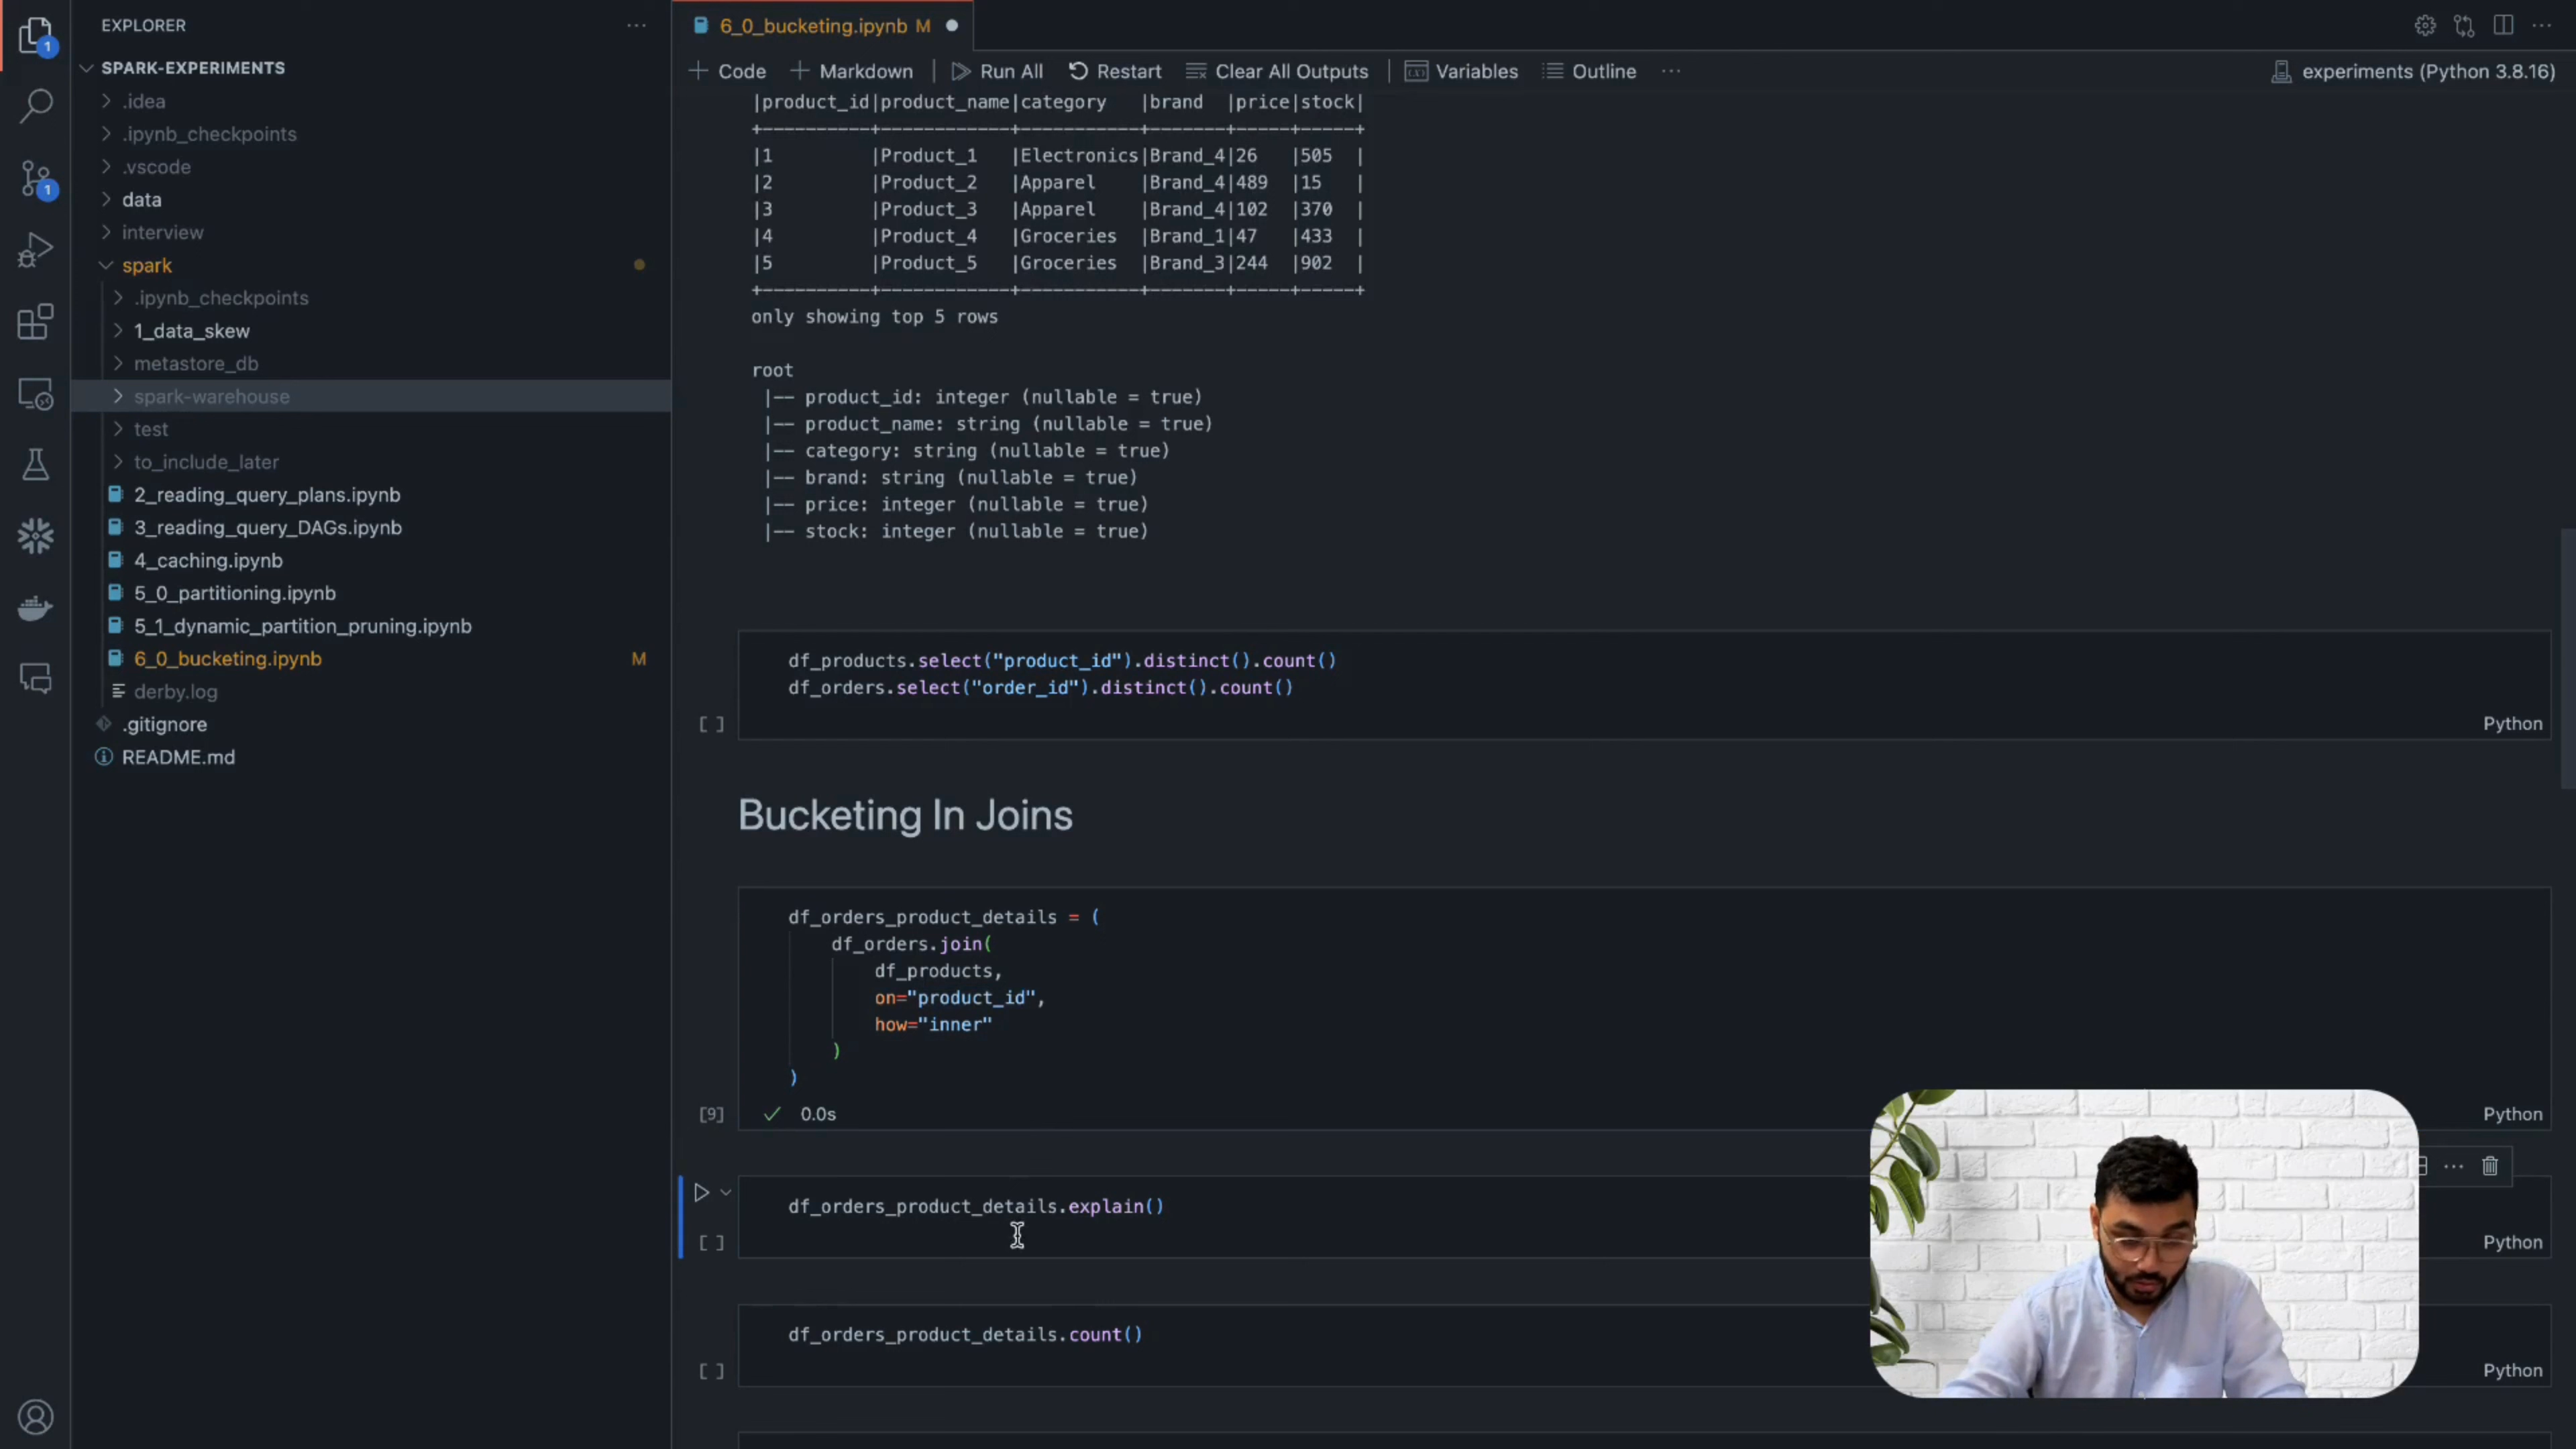 EXPLORER
SPARK-EXPERIMENTS
.idea
.ipynb_checkpoints
.vscode
data
interview
spark
.ipynb_checkpoints
1_data_skew
metastore_db
spark-warehouse
test
to_include_later
2_reading_query_plans.ipynb
3_reading_query_DAGs.ipynb
4_caching.ipynb
5_0_partitioning.ipynb
5_1_dynamic_partition_pruning.ipynb
6_0_bucketing.ipynb M
derby.log
.gitignore
README.md
1
1
6_0_bucketing.ipynb M
Code Markdown Run All Restart Clear All Outputs Variables Outline experiments (Python 3.8.16)
|product_id|product_name|category |brand |price|stock|
+----------+------------+-----------+-------+-----+-----+
|1 |Product_1 |Electronics|Brand_4|26 |505 |
|2 |Product_2 |Apparel |Brand_4|489 |15 |
|3 |Product_3 |Apparel |Brand_4|102 |370 |
|4 |Product_4 |Groceries |Brand_1|47 |433 |
|5 |Product_5 |Groceries |Brand_3|244 |902 |
+----------+------------+-----------+-------+-----+-----+
only showing top 5 rows
root
|-- product_id: integer (nullable = true)
|-- product_name: string (nullable = true)
|-- category: string (nullable = true)
|-- brand: string (nullable = true)
|-- price: integer (nullable = true)
|-- stock: integer (nullable = true)
df_products.select("product_id").distinct().count()
df_orders.select("order_id").distinct().count()
[ ] Python
Bucketing In Joins
df_orders_product_details = (
df_orders.join(
df_products,
on="product_id",
how="inner"
)
)
[9] 0.0s Python
df_orders_product_details.explain()
[ ] Python
df_orders_product_details.count()
[ ] Python